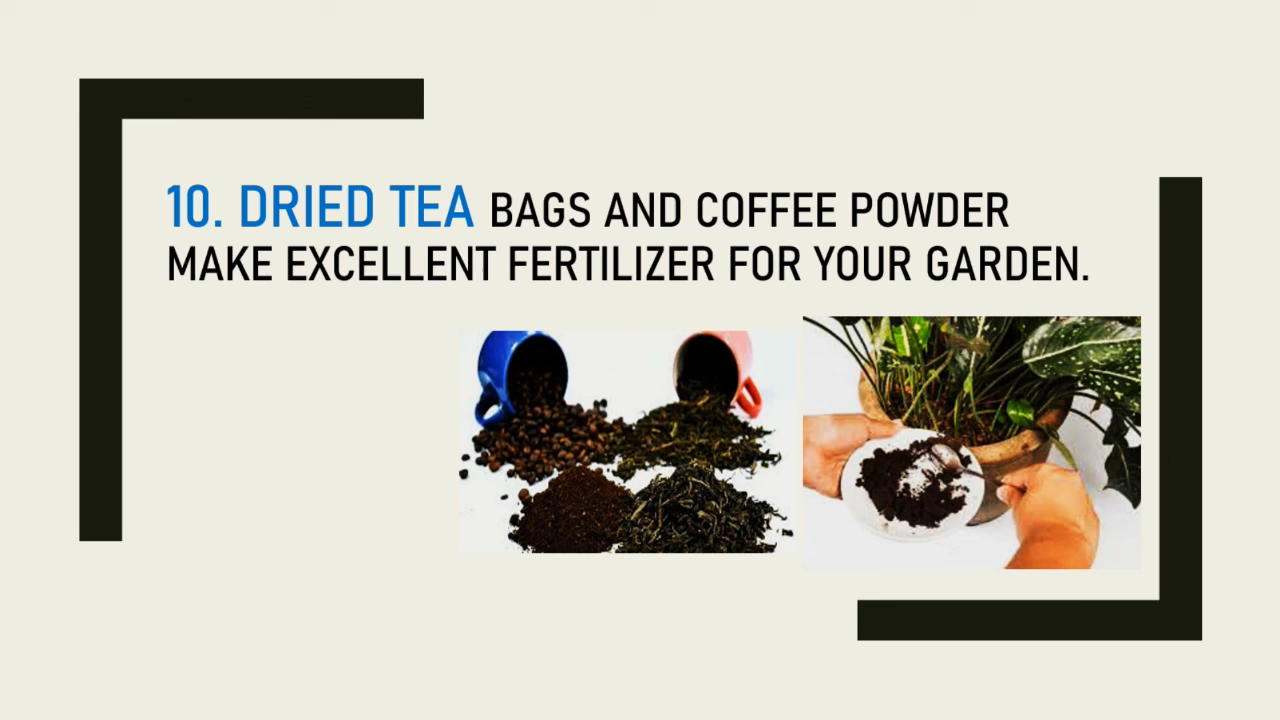 10. DRIED TEA BAGS AND COFFEE POWDER
MAKE EXCELLENT FERTILIZER FOR YOUR GARDEN.